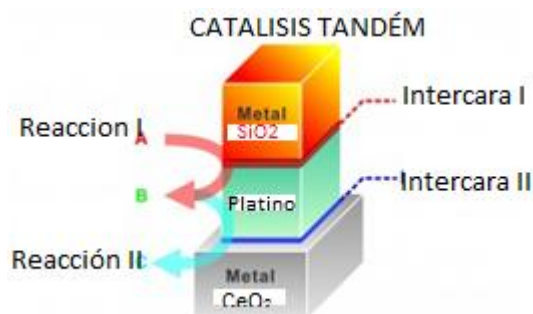 CATALISIS TANDÉM
Metal
SiO2
Intercara I
Reaccion I
A
B
Platino
Intercara II
Reacción II
C
Metal
CeO₂